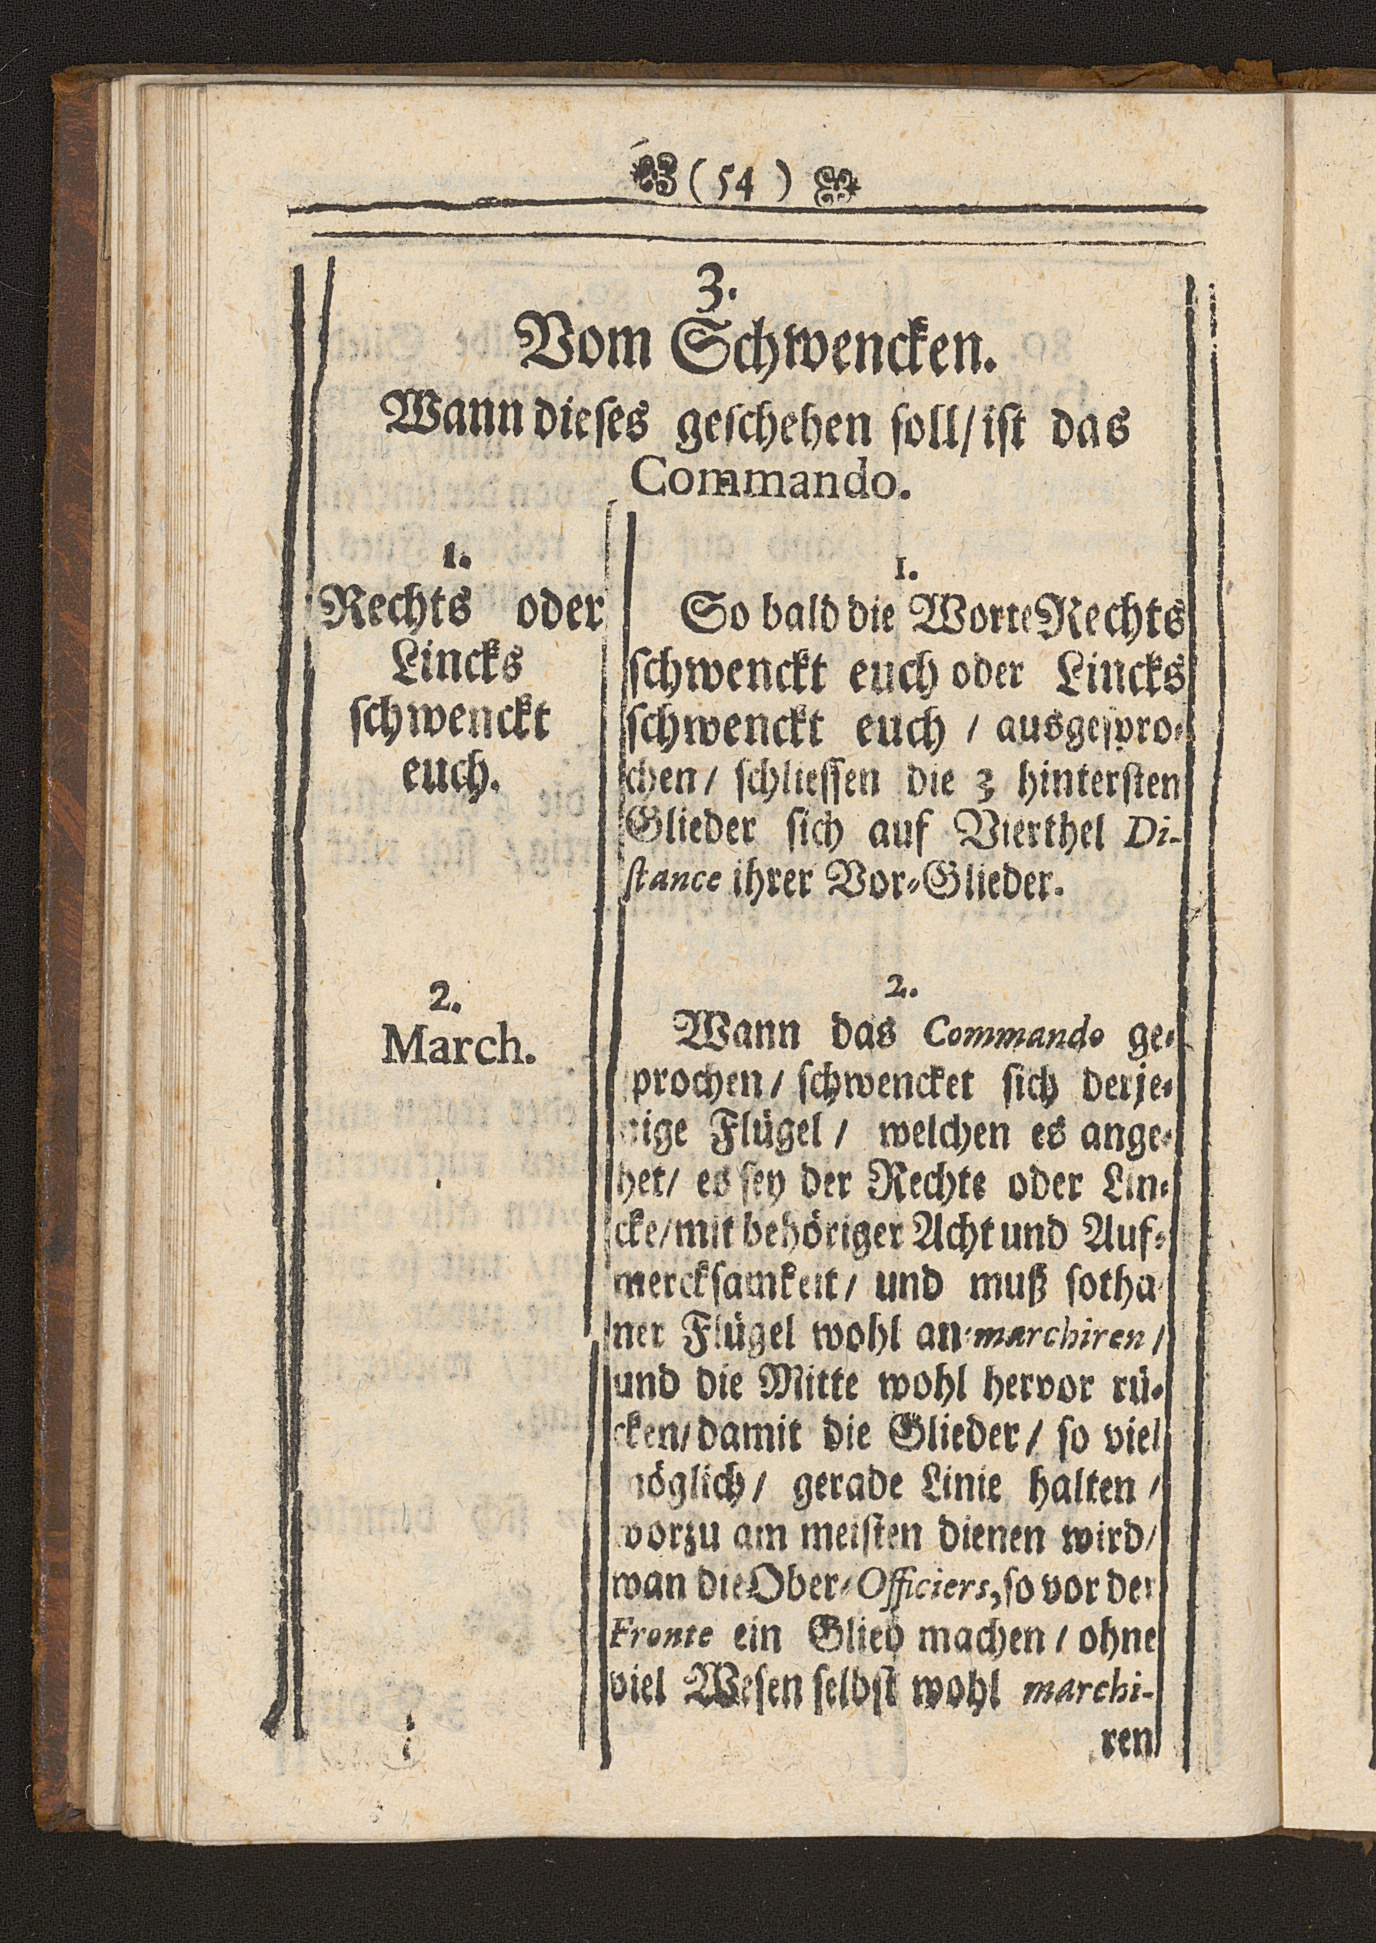 ( 54 )
3.
Vom Schwencken.
Wann dieses geschehen soll/ ist das
Commando.
1.
Rechts oder
Lincks
schwenckt
euch.
1.
So bald die Worte Rechts
schwenckt euch oder Lincks
schwenckt euch / ausgespro-
chen/ schliessen die 3 hintersten
Glieder sich auf Vierthel Di-
stance ihrer Vor-Glieder.
2.
March.
2.
Wann das Commando ge-
prochen/ schwencket sich derje-
nige Flügel / welchen es ange-
het/ es sey der Rechte oder Lin-
cke/ mit behöriger Acht und Auf-
mercksamkeit/ und muß sotha-
ner Flügel wohl an-marchiren /
und die Mitte wohl hervor rü-
cken/ damit die Glieder/ so viel
möglich/ gerade Linie halten /
worzu am meisten dienen wird/
wan die Ober-Officiers, so vor der
Fronte ein Glied machen / ohne
viel Wesen selbst wohl marchi-
ren